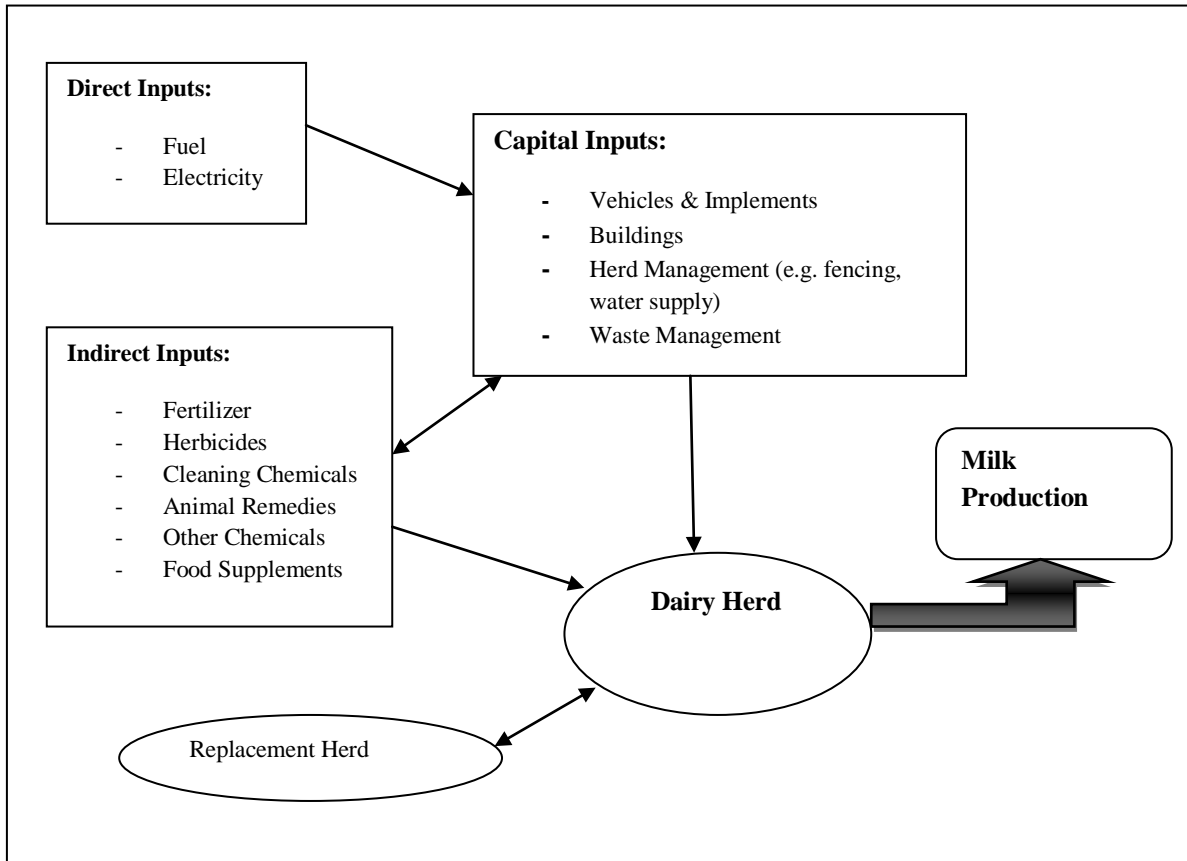 Direct Inputs:
- Fuel
- Electricity
Capital Inputs:
- Vehicles & Implements
- Buildings
- Herd Management (e.g. fencing,
water supply)
- Waste Management
Indirect Inputs:
- Fertilizer
- Herbicides
- Cleaning Chemicals
- Animal Remedies
- Other Chemicals
- Food Supplements
Milk
Production
Dairy Herd
Replacement Herd